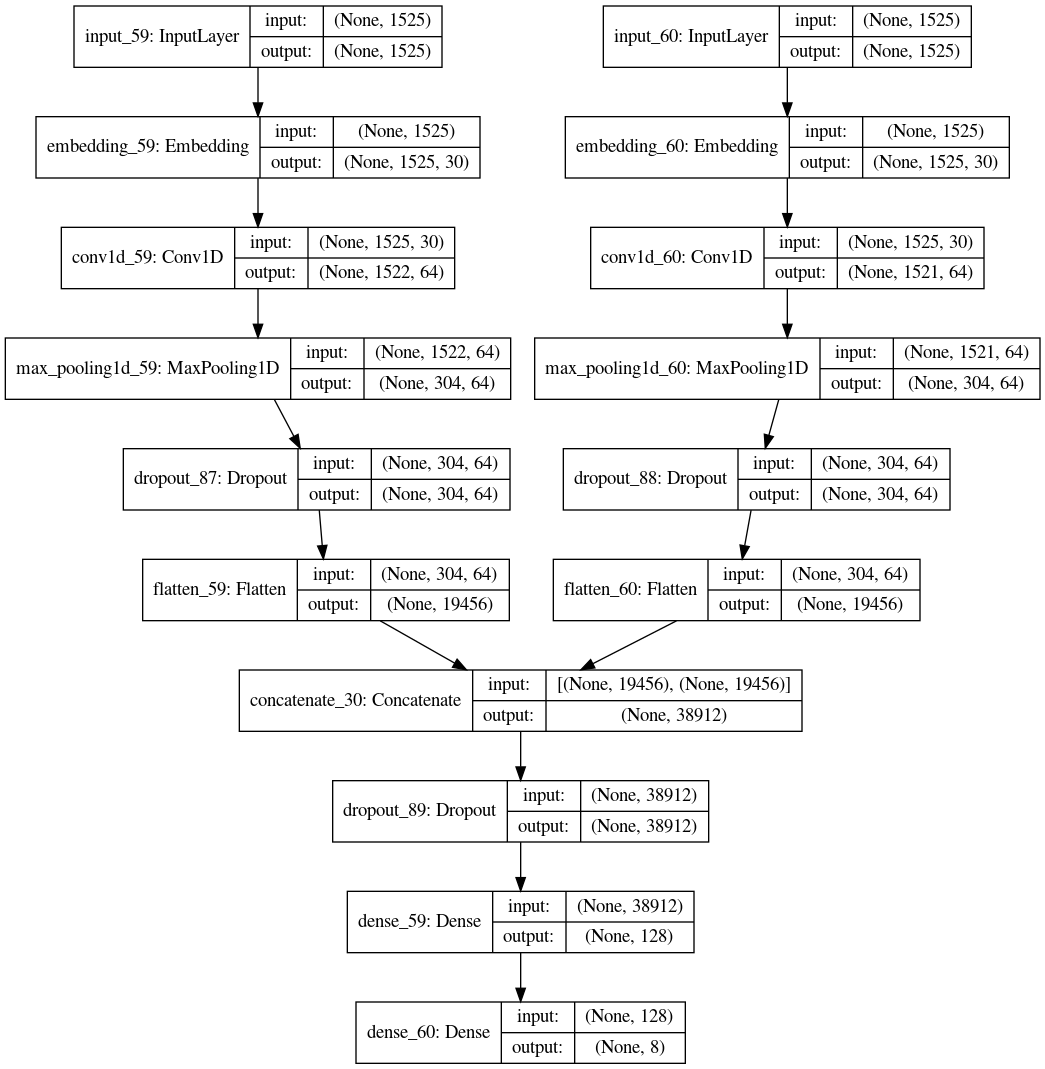 input_59: InputLayer input: (None, 1525)
output: (None, 1525)
input_60: InputLayer input: (None, 1525)
output: (None, 1525)
embedding_59: Embedding input: (None, 1525)
output: (None, 1525, 30)
embedding_60: Embedding input: (None, 1525)
output: (None, 1525, 30)
conv1d_59: Conv1D input: (None, 1525, 30)
output: (None, 1522, 64)
conv1d_60: Conv1D input: (None, 1525, 30)
output: (None, 1521, 64)
max_pooling1d_59: MaxPooling1D input: (None, 1522, 64)
output: (None, 304, 64)
max_pooling1d_60: MaxPooling1D input: (None, 1521, 64)
output: (None, 304, 64)
dropout_87: Dropout input: (None, 304, 64)
output: (None, 304, 64)
dropout_88: Dropout input: (None, 304, 64)
output: (None, 304, 64)
flatten_59: Flatten input: (None, 304, 64)
output: (None, 19456)
flatten_60: Flatten input: (None, 304, 64)
output: (None, 19456)
concatenate_30: Concatenate input: [(None, 19456), (None, 19456)]
output: (None, 38912)
dropout_89: Dropout input: (None, 38912)
output: (None, 38912)
dense_59: Dense input: (None, 38912)
output: (None, 128)
dense_60: Dense input: (None, 128)
output: (None, 8)